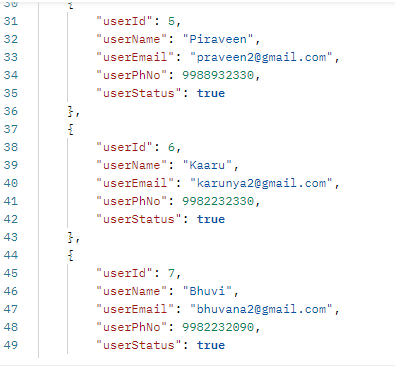 30 {
31 "userId": 5,
32 "userName": "Piraveen",
33 "userEmail": "praveen2@gmail.com",
34 "userPhNo": 9988932330,
35 "userStatus": true
36 },
37 {
38 "userId": 6,
39 "userName": "Kaaru",
40 "userEmail": "karunya2@gmail.com",
41 "userPhNo": 9982232330,
42 "userStatus": true
43 },
44 {
45 "userId": 7,
46 "userName": "Bhuvi",
47 "userEmail": "bhuvana2@gmail.com",
48 "userPhNo": 9982232090,
49 "userStatus": true